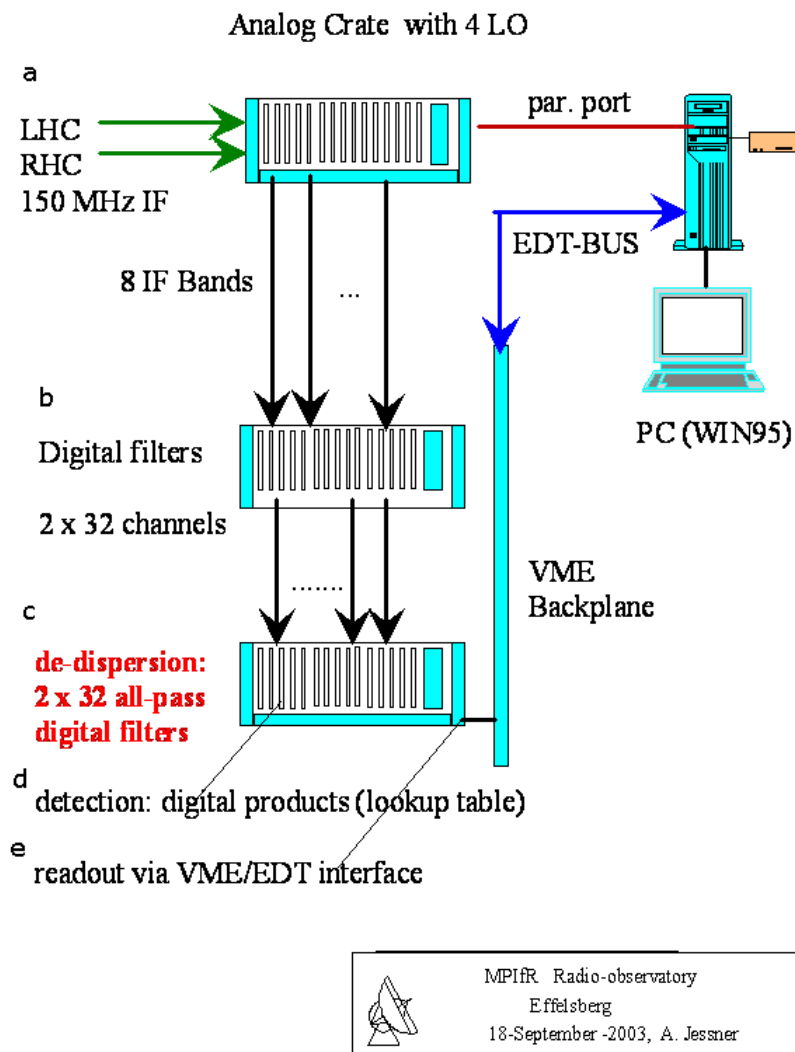 Analog Crate with 4 LO
a
LHC
RHC
150 MHz IF
par. port
EDT-BUS
8 IF Bands
...
PC (WIN95)
b
Digital filters
2 x 32 channels
.......
VME
Backplane
c
de-dispersion:
2 x 32 all-pass
digital filters
d
detection: digital products (lookup table)
e
readout via VME/EDT interface
MPIfR Radio-observatory
Effelsberg
18-September -2003, A. Jessner